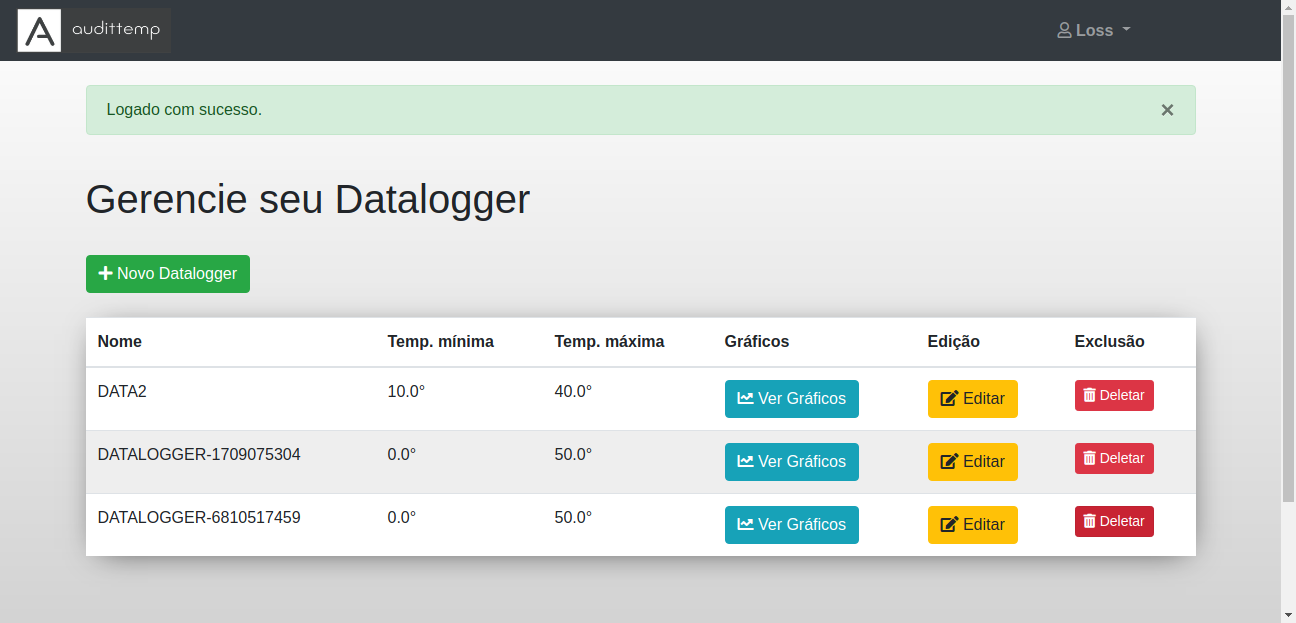 A audittemp Loss
Logado com sucesso. ×
Gerencie seu Datalogger
Novo Datalogger
Nome Temp. mínima Temp. máxima Gráficos Edição Exclusão
DATA2 10.0° 40.0° Ver Gráficos Editar Deletar
DATALOGGER-1709075304 0.0° 50.0° Ver Gráficos Editar Deletar
DATALOGGER-6810517459 0.0° 50.0° Ver Gráficos Editar Deletar